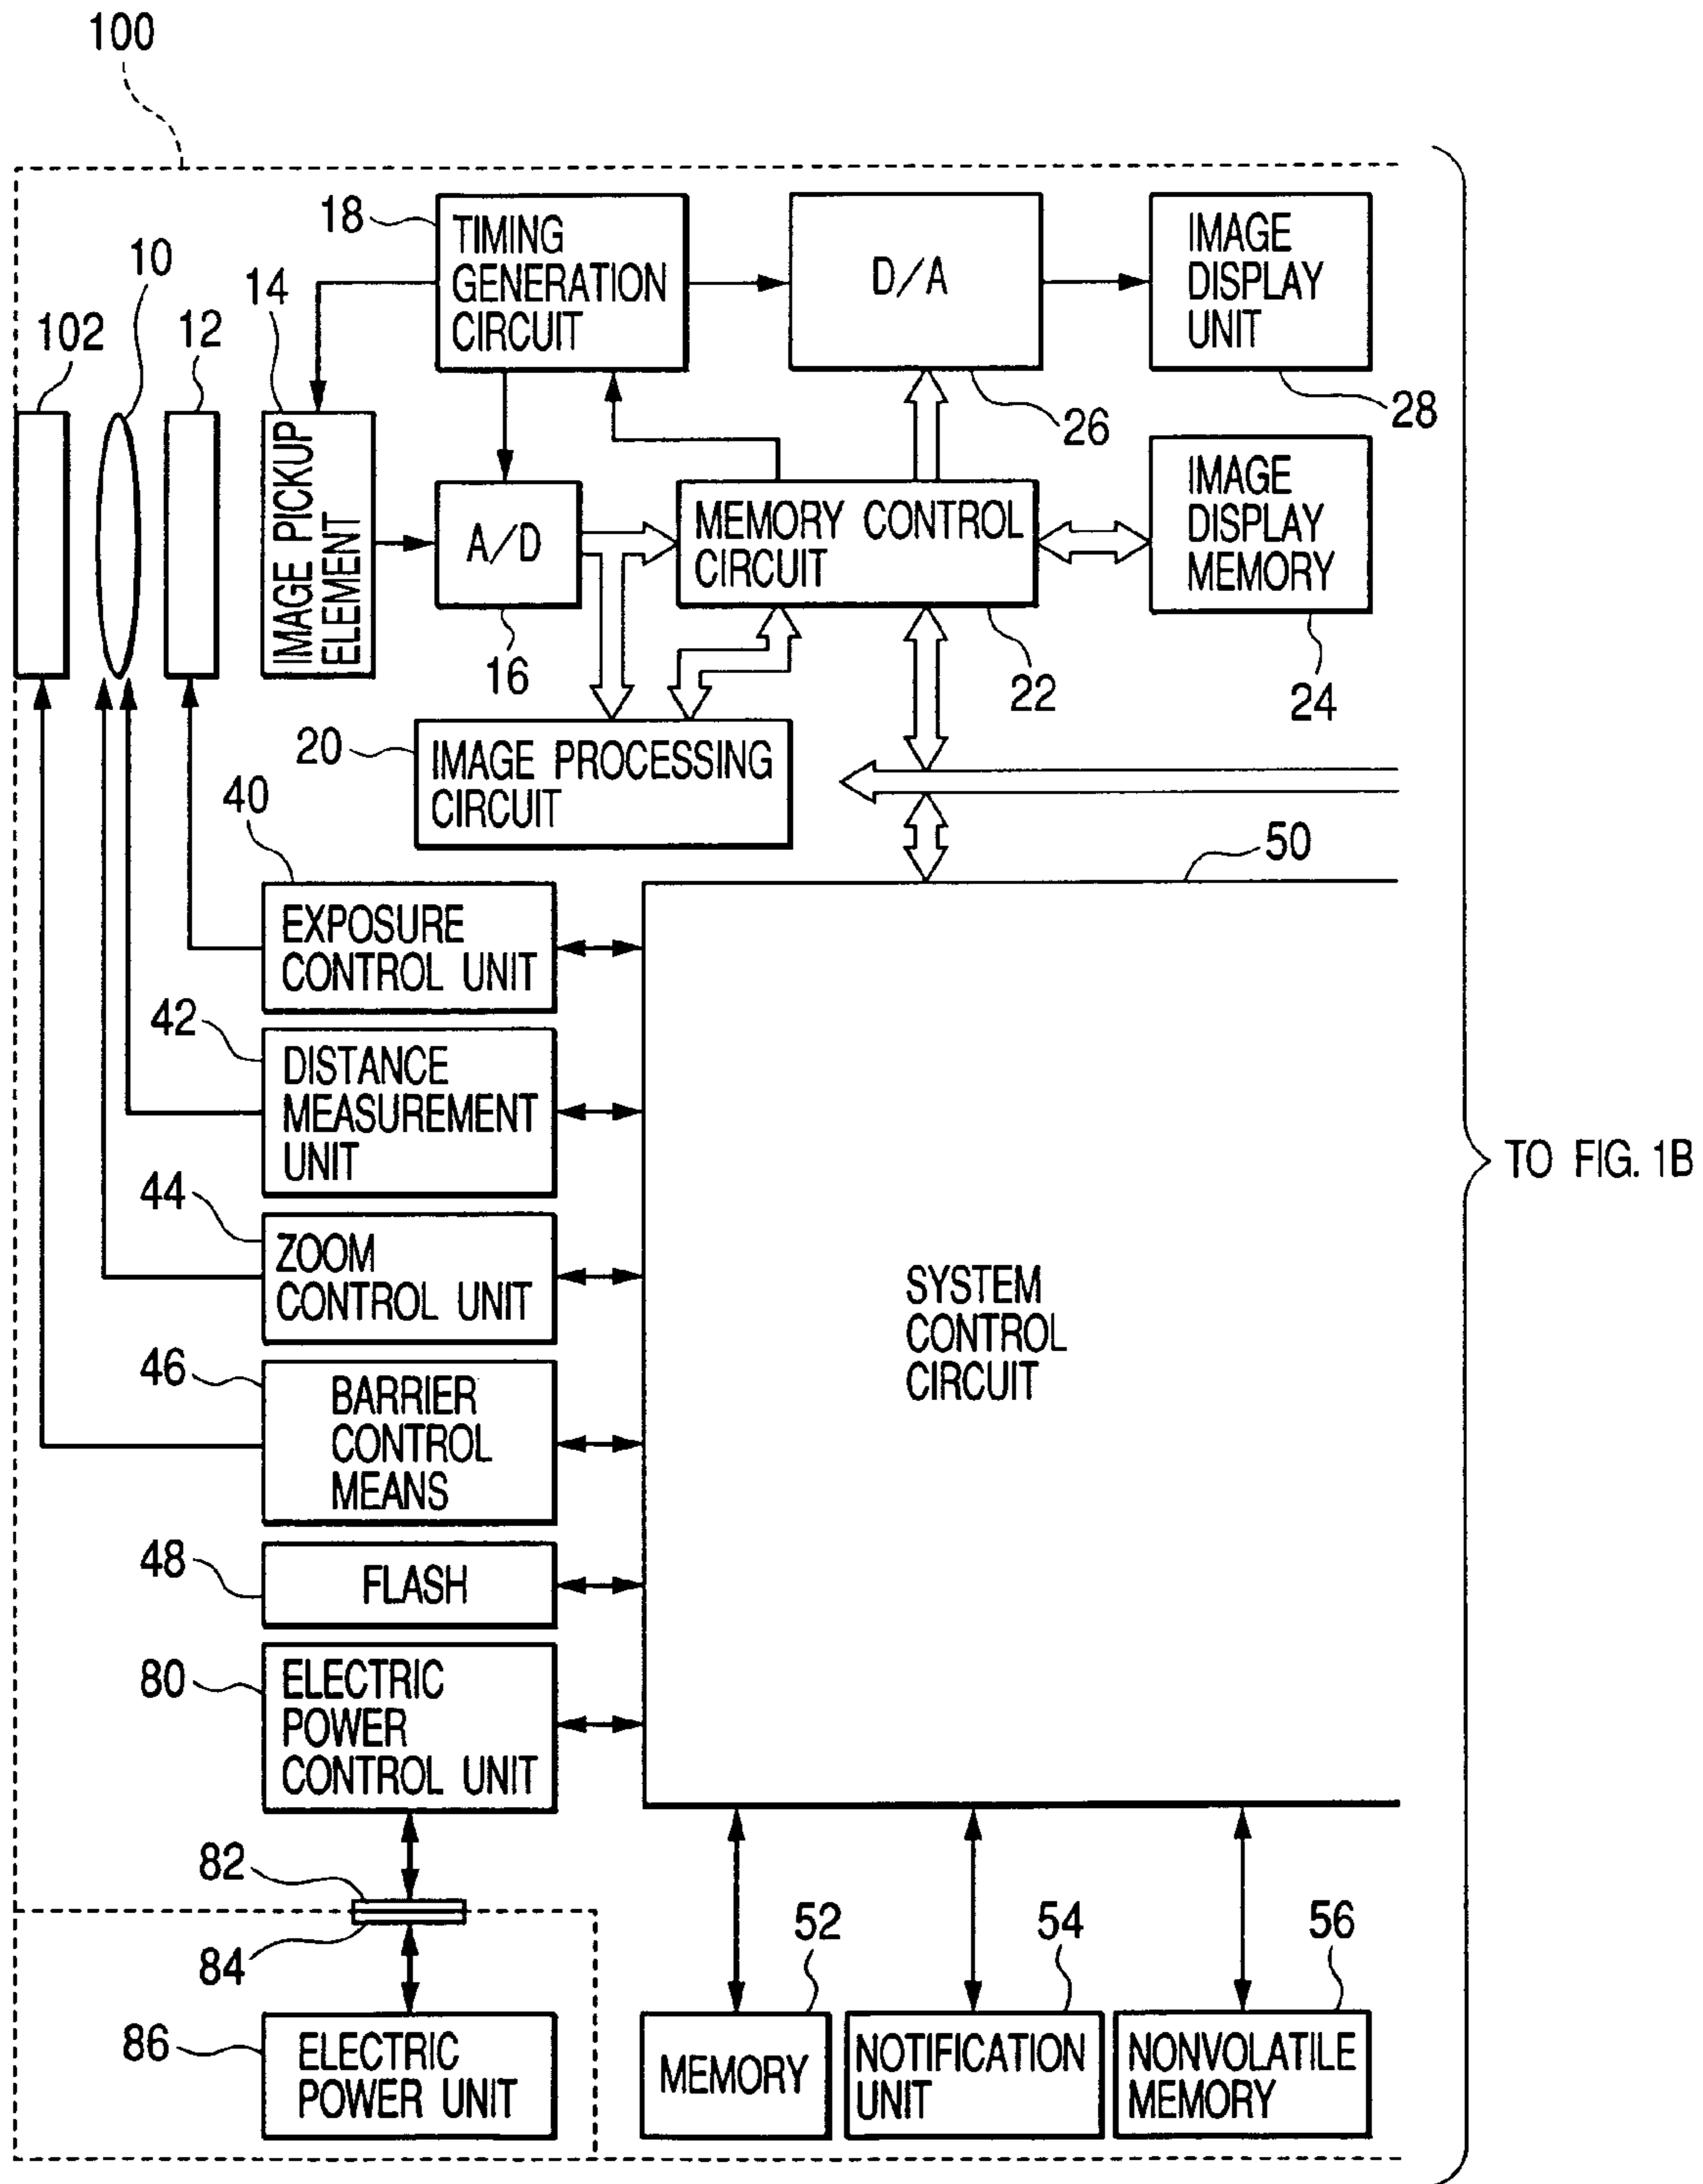 100
18
TIMING
GENERATION
CIRCUIT
D/A
IMAGE
DISPLAY
UNIT
10
14
102
12
26
28
IMAGE PICKUP
ELEMENT
A/D
MEMORY CONTROL
CIRCUIT
IMAGE
DISPLAY
MEMORY
16
22
24
20
IMAGE PROCESSING
CIRCUIT
40
50
EXPOSURE
CONTROL UNIT
42
DISTANCE
MEASUREMENT
UNIT
TO FIG. 1B
44
ZOOM
CONTROL UNIT
SYSTEM
CONTROL
CIRCUIT
46
BARRIER
CONTROL
MEANS
48
FLASH
80
ELECTRIC
POWER
CONTROL UNIT
82
84
52
54
56
86
ELECTRIC
POWER UNIT
MEMORY
NOTIFICATION
UNIT
NONVOLATILE
MEMORY